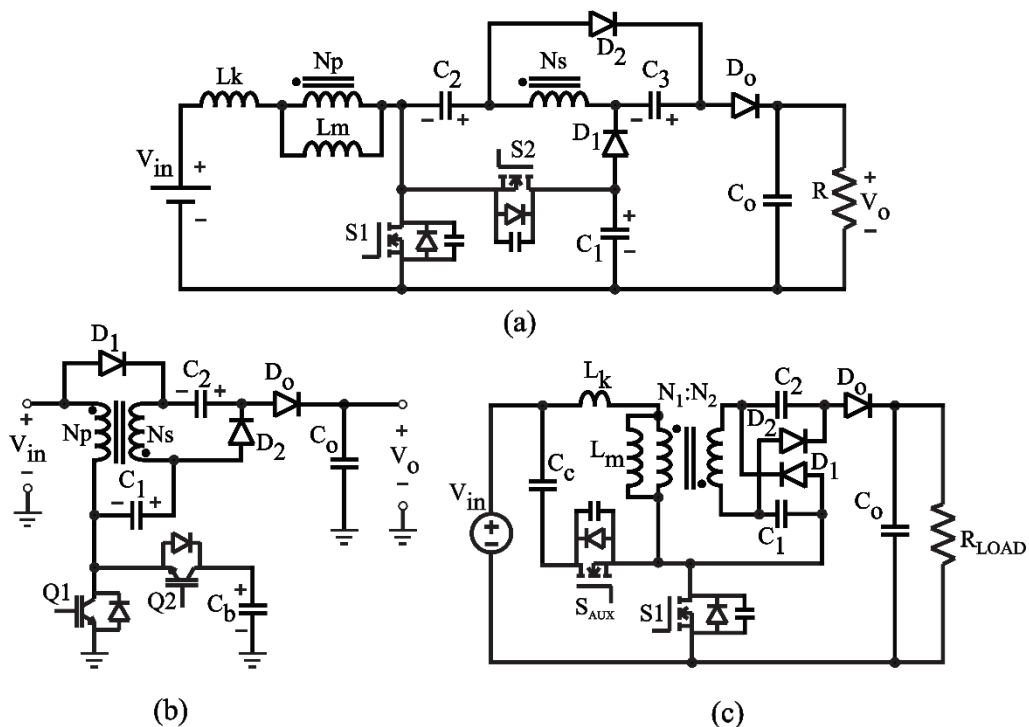 Lk
Np
Lm
C2
D2
Ns
C3
Do
Vin
+
-
- +
- +
D1
S2
S1
+
C1
-
Co
R
+
Vo
-
(a)
D1
C2
- +
Do
+
Vin
-
Np
Ns
D2
Co
+
Vo
-
C1
- +
Q1
Q2
+
Cb
-
(b)
Lk
N1:N2
C2
Do
D2
Lm
D1
Cc
Vin
+
-
C1
Co
RLOAD
SAUX
S1
(c)